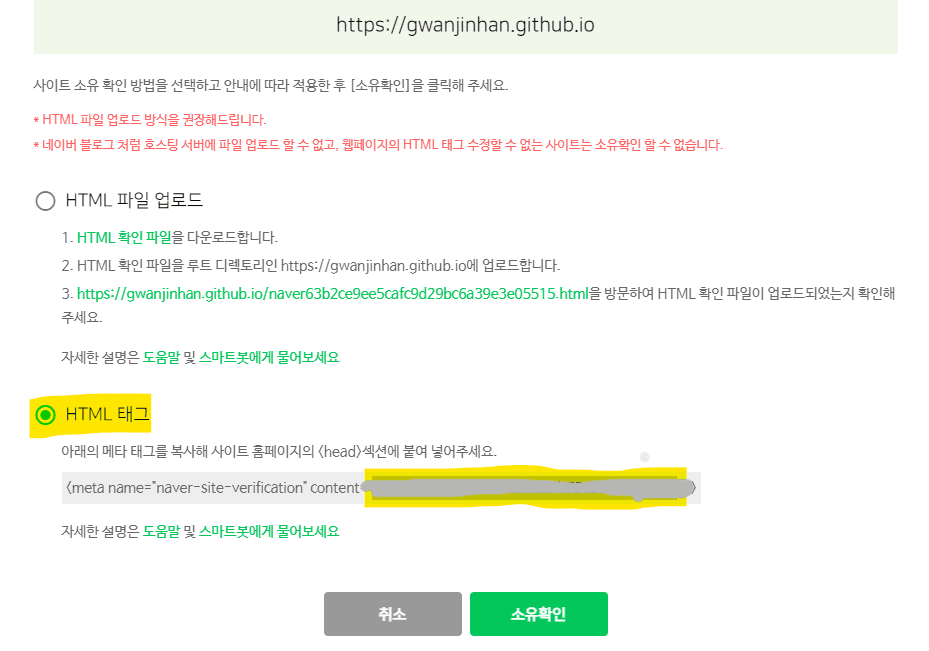 https://gwanjinhan.github.io
사이트 소유 확인 방법을 선택하고 안내에 따라 적용한 후 [소유확인]을 클릭해 주세요.
* HTML 파일 업로드 방식을 권장해드립니다.
* 네이버 블로그 처럼 호스팅 서버에 파일 업로드 할 수 없고, 웹페이지의 HTML 태그 수정할 수 없는 사이트는 소유확인 할 수 없습니다.
HTML 파일 업로드
1. HTML 확인 파일을 다운로드합니다.
2. HTML 확인 파일을 루트 디렉토리인 https://gwanjinhan.github.io에 업로드합니다.
3. https://gwanjinhan.github.io/naver63b2ce9ee5cafc9d29bc6a39e3e05515.html을 방문하여 HTML 확인 파일이 업로드되었는지 확인해
주세요.
자세한 설명은 도움말 및 스마트봇에게 물어보세요
HTML 태그
아래의 메타 태그를 복사해 사이트 홈페이지의 <head>섹션에 붙여 넣어주세요.
<meta name="naver-site-verification" content
자세한 설명은 도움말 및 스마트봇에게 물어보세요
취소
소유확인